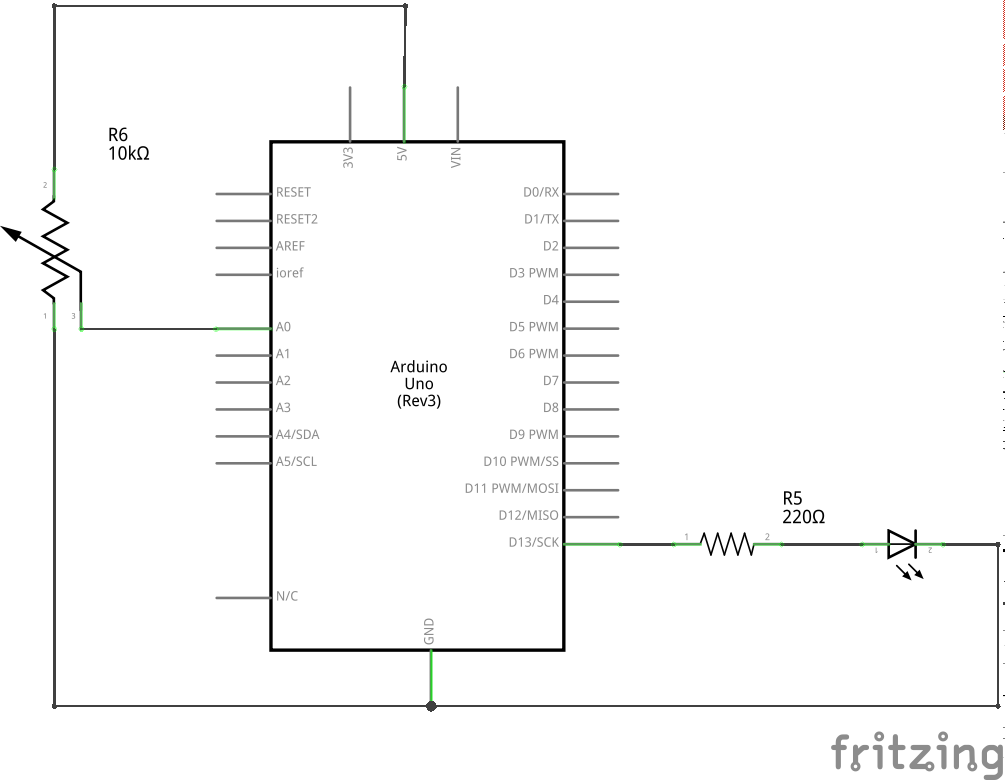 R6
10kΩ
3V3
5V
VIN
2
1
3
RESET
RESET2
AREF
ioref
A0
A1
A2
A3
A4/SDA
A5/SCL
N/C
Arduino
Uno
(Rev3)
D0/RX
D1/TX
D2
D3 PWM
D4
D5 PWM
D6 PWM
D7
D8
D9 PWM
D10 PWM/SS
D11 PWM/MOSI
D12/MISO
D13/SCK
GND
R5
220Ω
1
2
1
2
fritzing